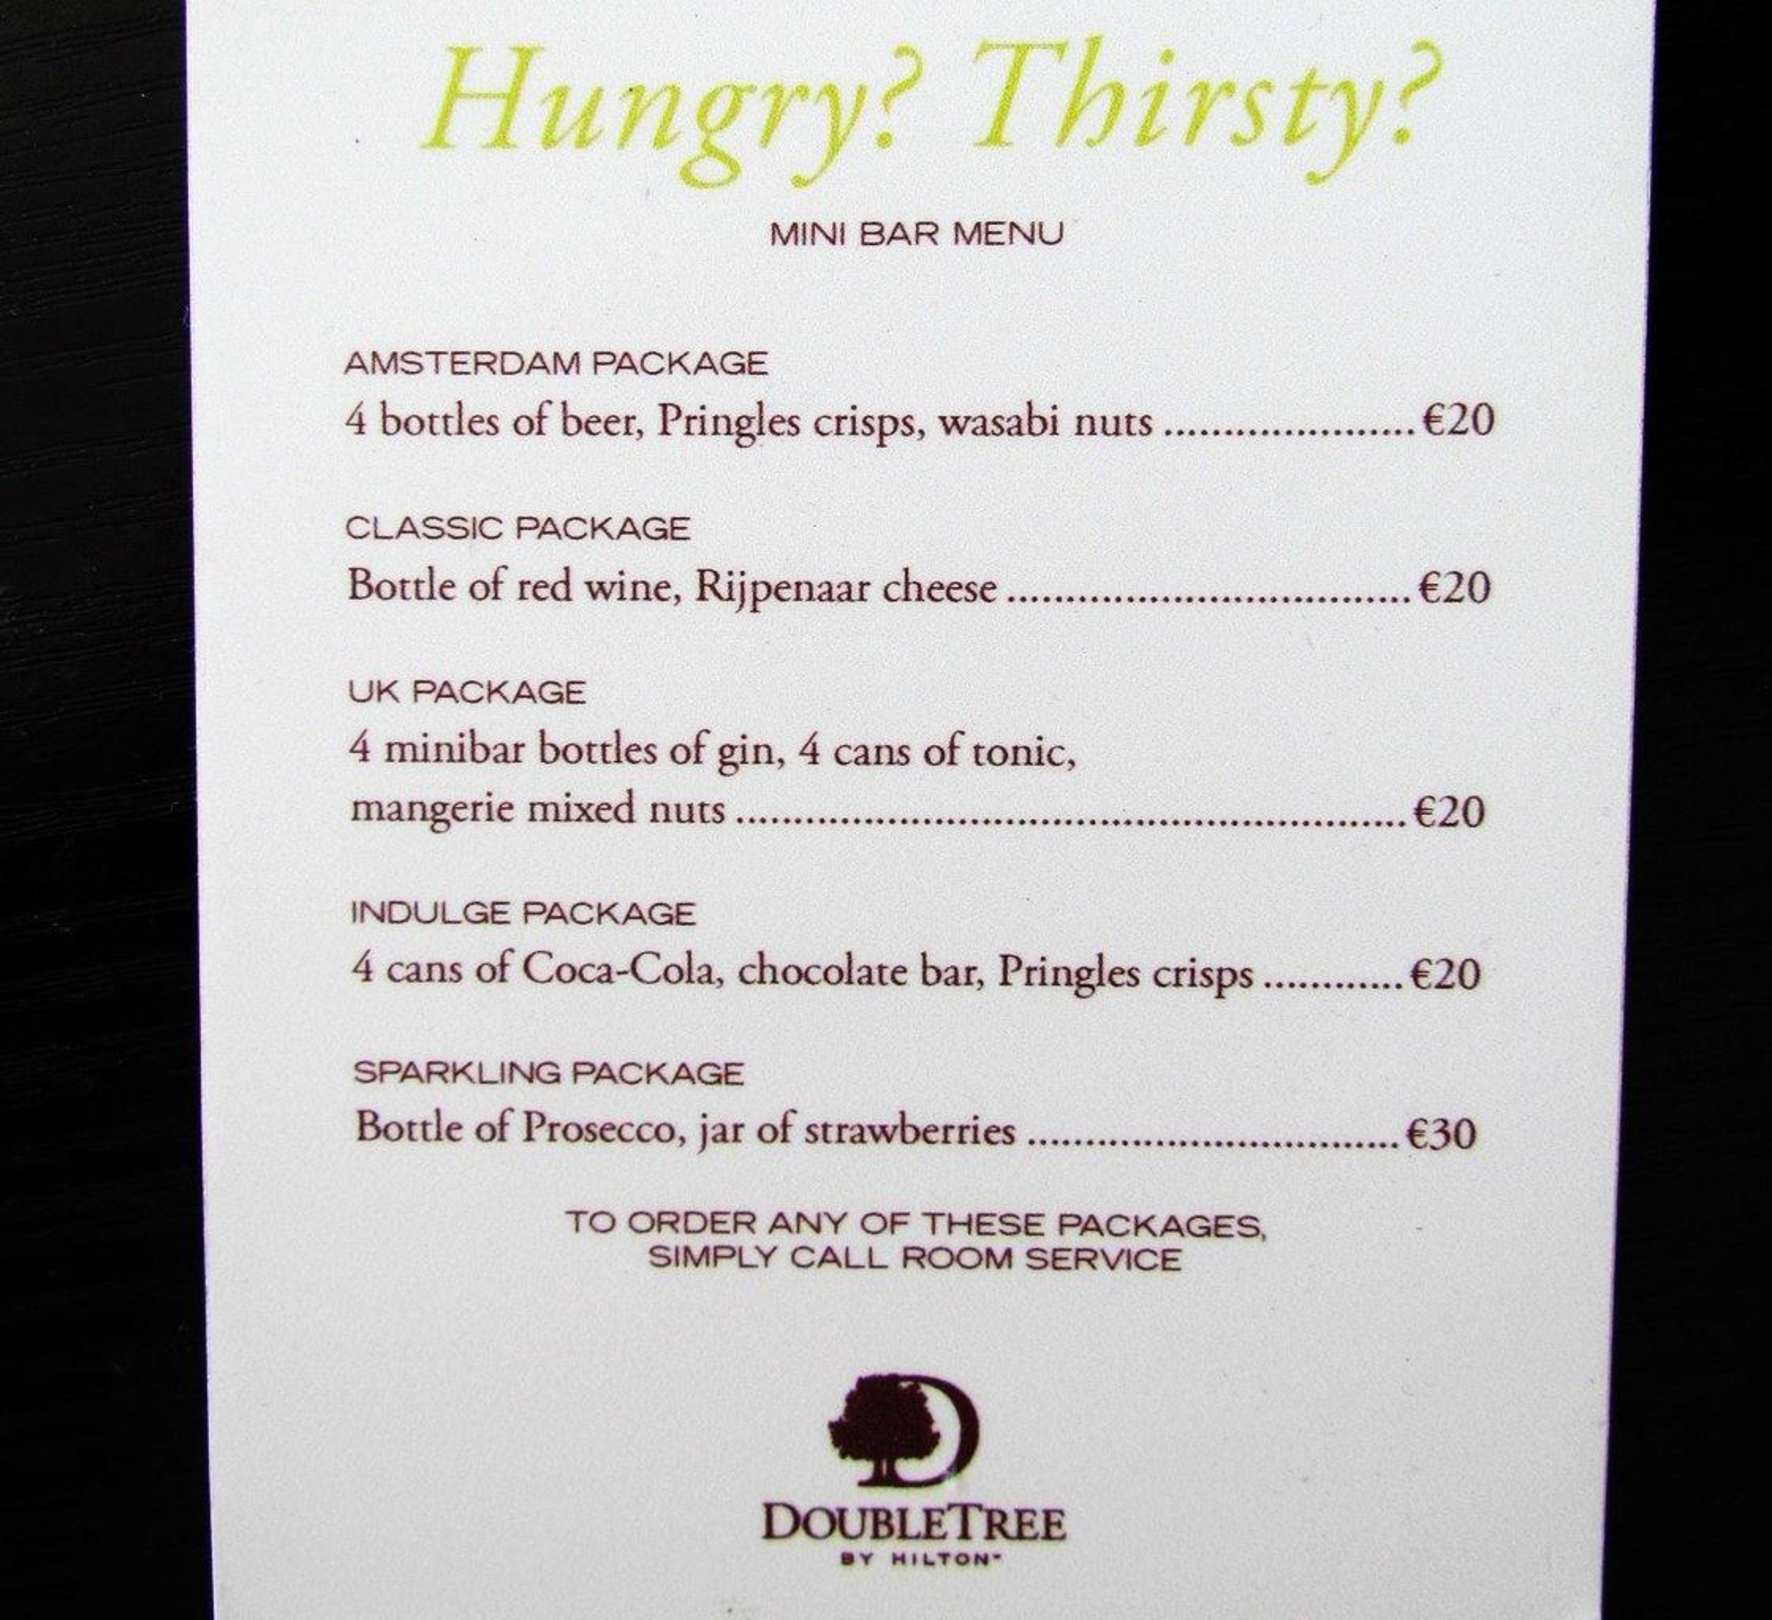 Hungry? Thirsty?
MINI BAR MENU
AMSTERDAM PACKAGE
4 bottles of beer, Pringles crisps, wasabi nuts ..................... €20
CLASSIC PACKAGE
Bottle of red wine, Rijpenaar cheese .................................. €20
UK PACKAGE
4 minibar bottles of gin, 4 cans of tonic,
mangerie mixed nuts ......................................................... €20
INDULGE PACKAGE
4 cans of Coca-Cola, chocolate bar, Pringles crisps ............ €20
SPARKLING PACKAGE
Bottle of Prosecco, jar of strawberries ............................... €30
TO ORDER ANY OF THESE PACKAGES,
SIMPLY CALL ROOM SERVICE
D
DOUBLETREE
BY HILTON™